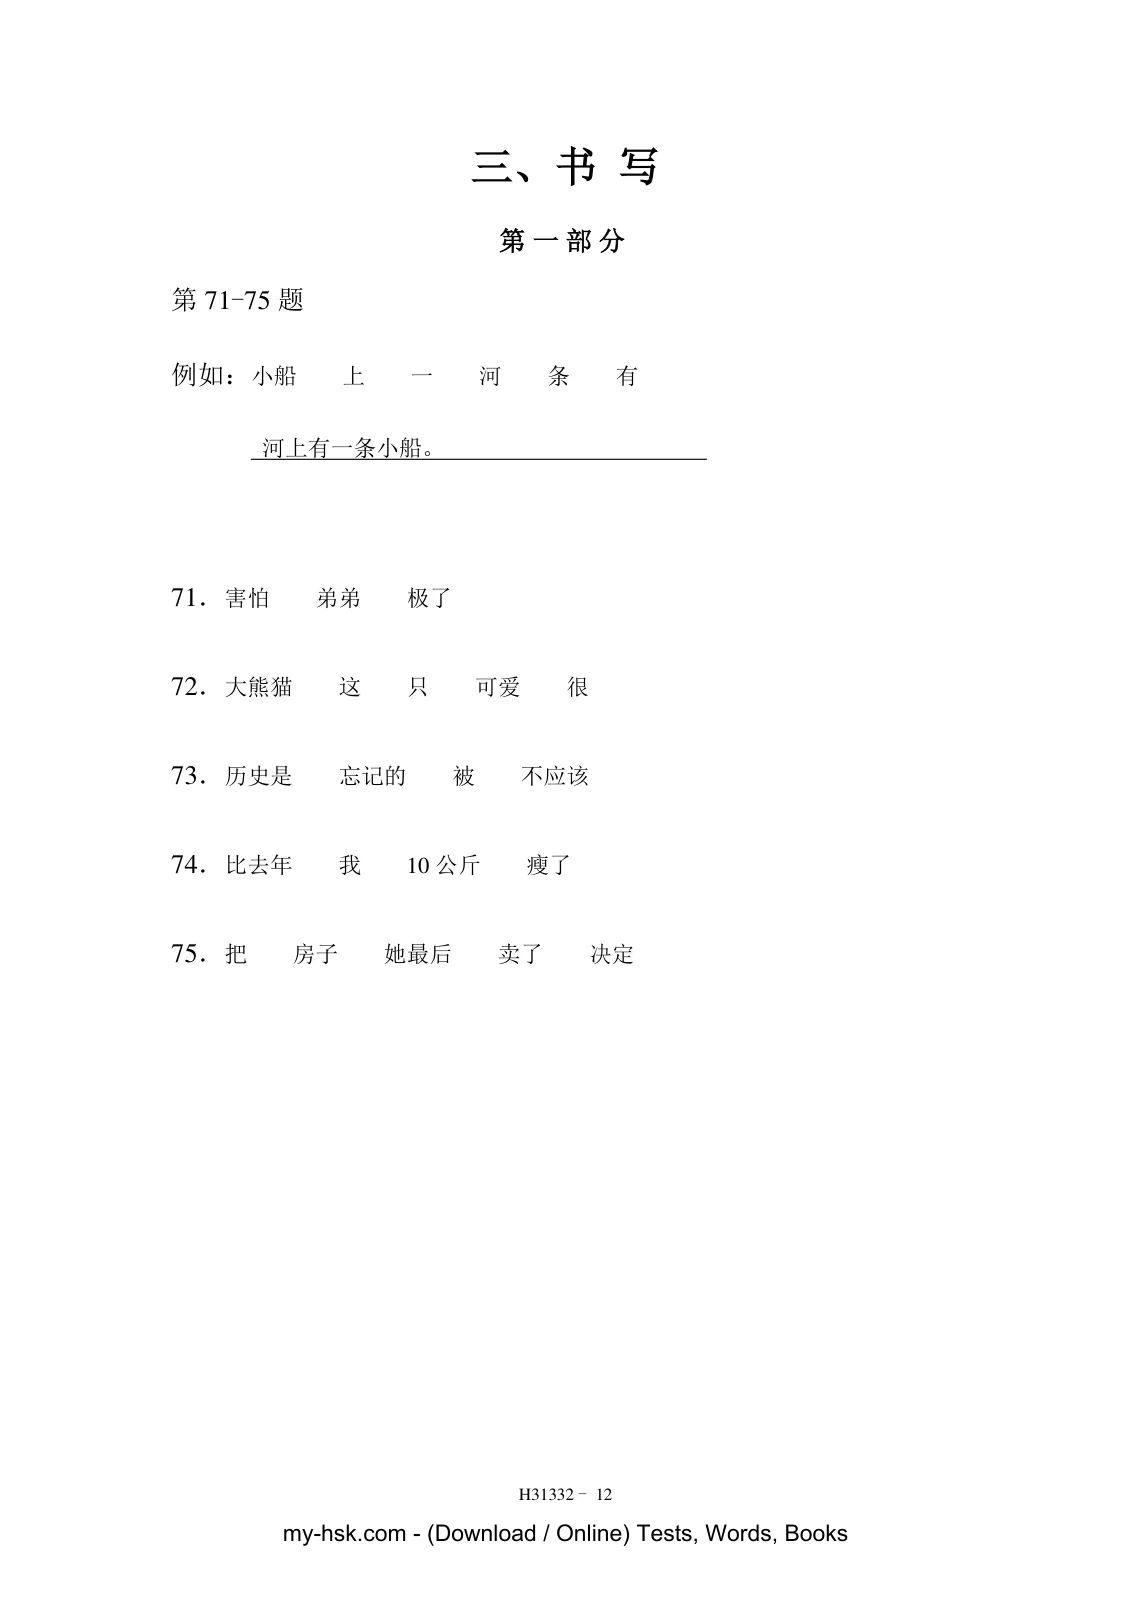 三、书 写
第一部分
第 71-75 题
例如：小船 上 一 河 条 有
河上有一条小船。
71．害怕 弟弟 极了
72．大熊猫 这 只 可爱 很
73．历史是 忘记的 被 不应该
74．比去年 我 10 公斤 瘦了
75．把 房子 她最后 卖了 决定
H31332－ 12
my-hsk.com - (Download / Online) Tests, Words, Books